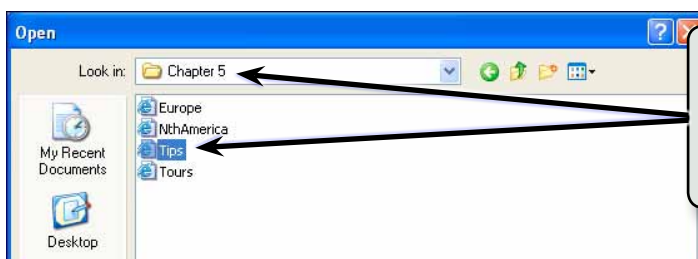 Open
Look in: Chapter 5
Europe
NthAmerica
Tips
Tours
My Recent
Documents
Desktop